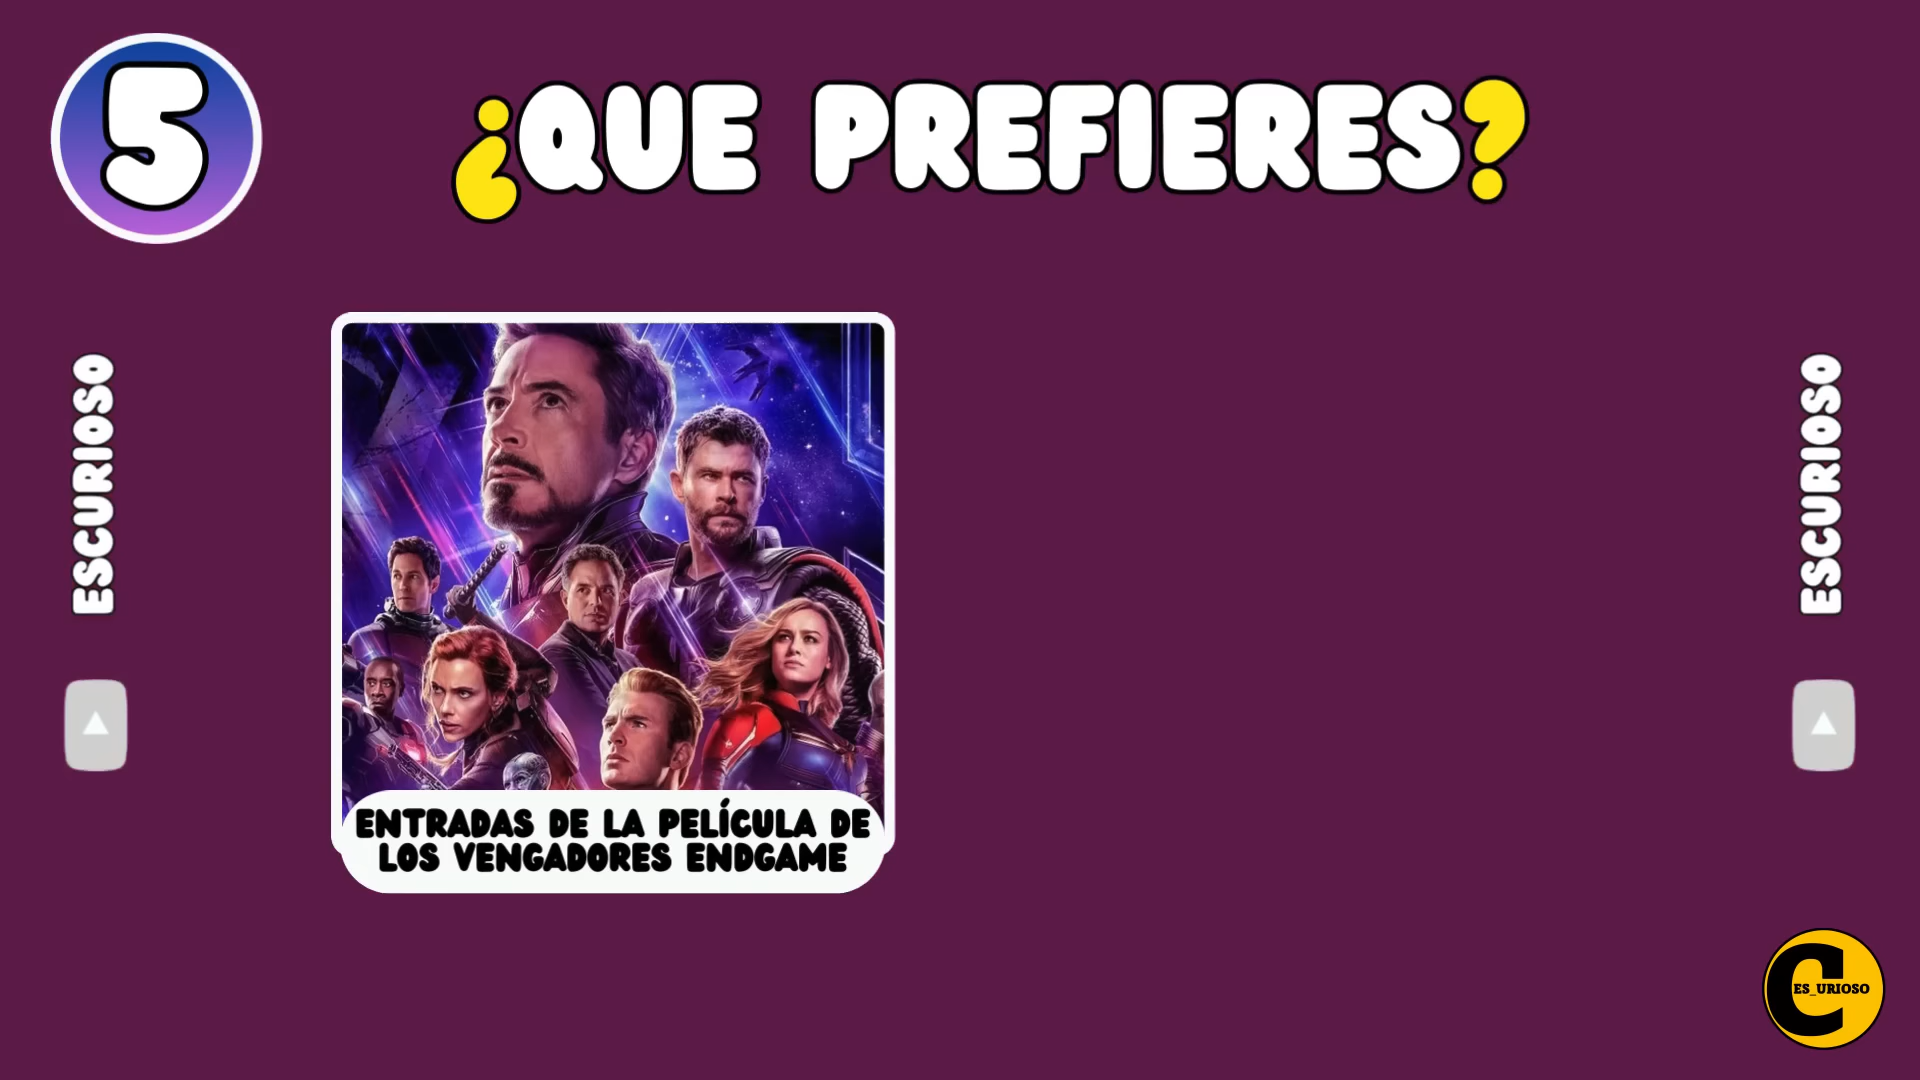 5
¿QUE PREFIERES?
ESCURIOSO
ESCURIOSO
ENTRADAS DE LA PELÍCULA DE
LOS VENGADORES ENDGAME
C
ES_URIOSO